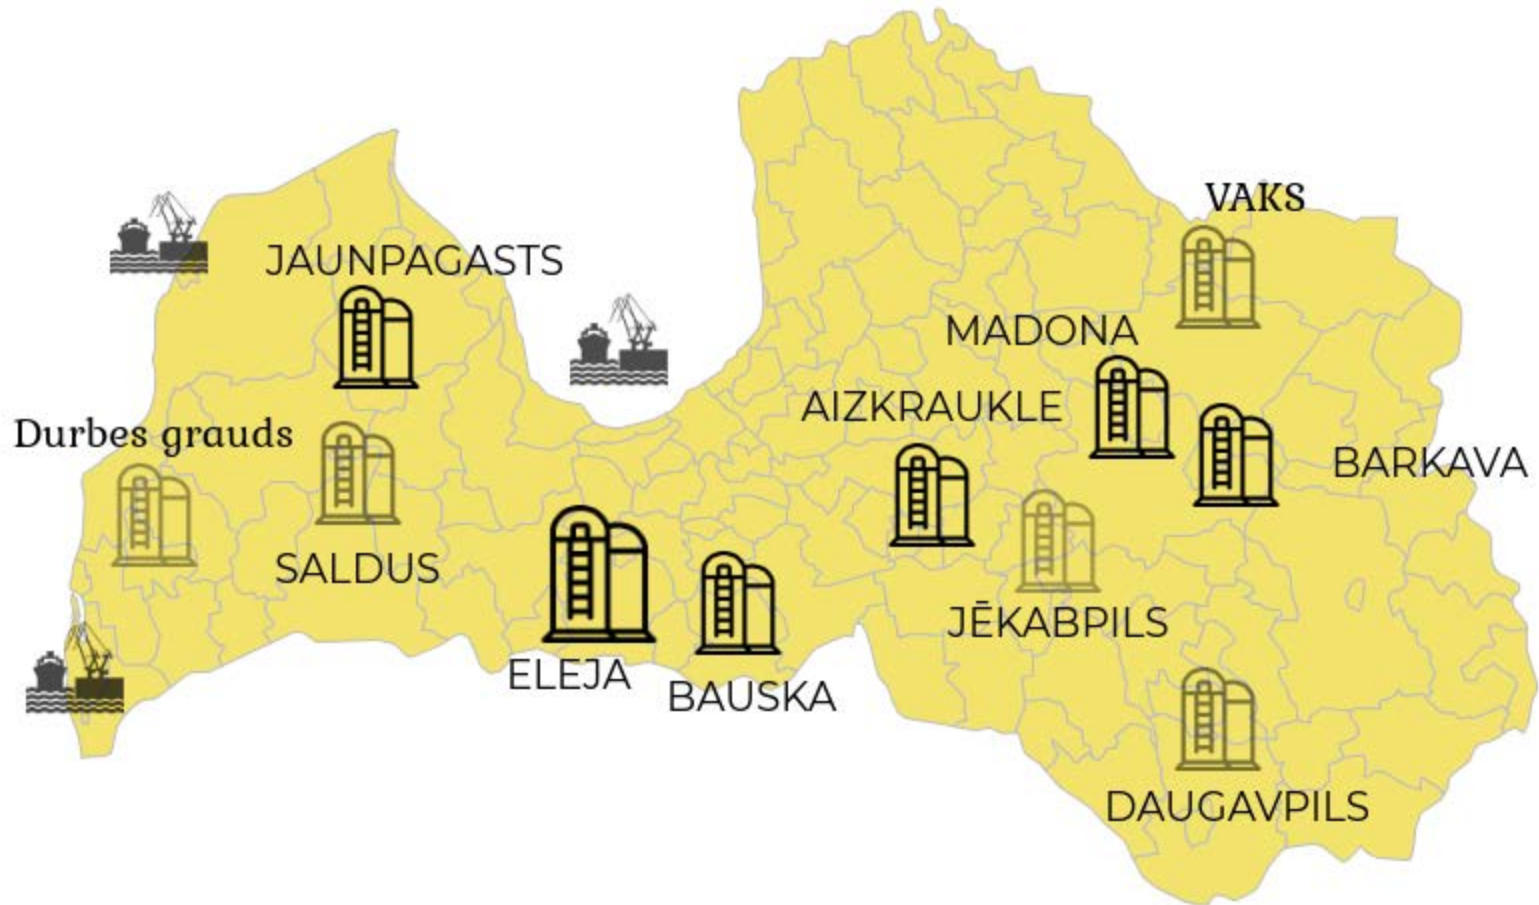 VAKS
JAUNPAGASTS
MADONA
AIZKRAUKLE
Durbes grauds
BARKAVA
SALDUS
JĒKABPILS
ELEJA
BAUSKA
DAUGAVPILS